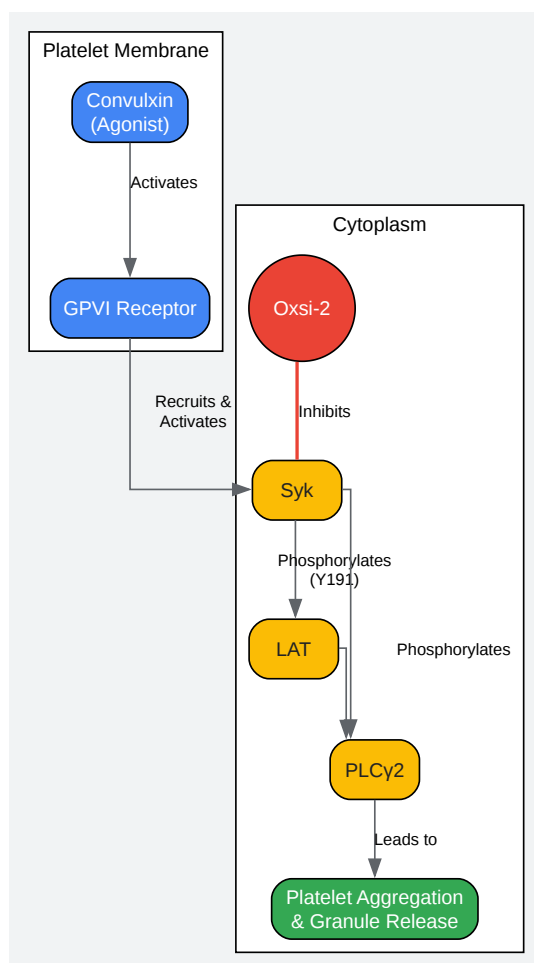 Platelet Membrane
Convulxin
(Agonist)
Activates
GPVI Receptor
Cytoplasm
Oxsi-2
Recruits &
Activates
Inhibits
Syk
Phosphorylates
(Y191)
LAT
Phosphorylates
PLCγ2
Leads to
Platelet Aggregation
& Granule Release